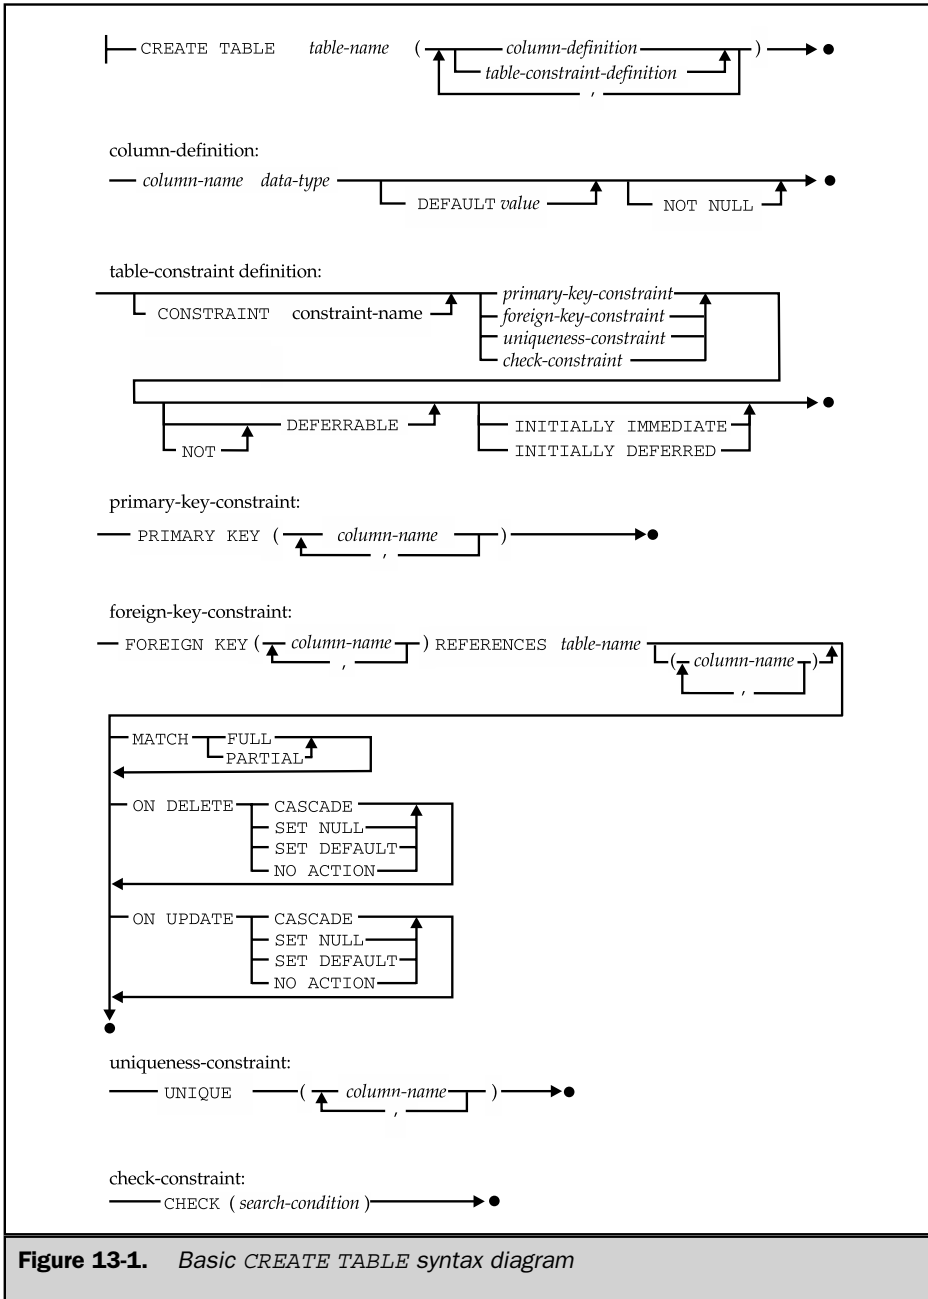 CREATE TABLE table-name ( column-definition )
table-constraint-definition
,
column-definition:
column-name data-type
DEFAULT value NOT NULL
table-constraint definition:
primary-key-constraint
CONSTRAINT constraint-name
foreign-key-constraint
uniqueness-constraint
check-constraint
DEFERRABLE INITIALLY IMMEDIATE
NOT INITIALLY DEFERRED
primary-key-constraint:
PRIMARY KEY ( column-name )
,
foreign-key-constraint:
FOREIGN KEY ( column-name ) REFERENCES table-name
, ( column-name )
,
MATCH FULL
PARTIAL
ON DELETE CASCADE
SET NULL
SET DEFAULT
NO ACTION
ON UPDATE CASCADE
SET NULL
SET DEFAULT
NO ACTION
uniqueness-constraint:
UNIQUE ( column-name )
,
check-constraint:
CHECK ( search-condition )
Figure 13-1. Basic CREATE TABLE syntax diagram